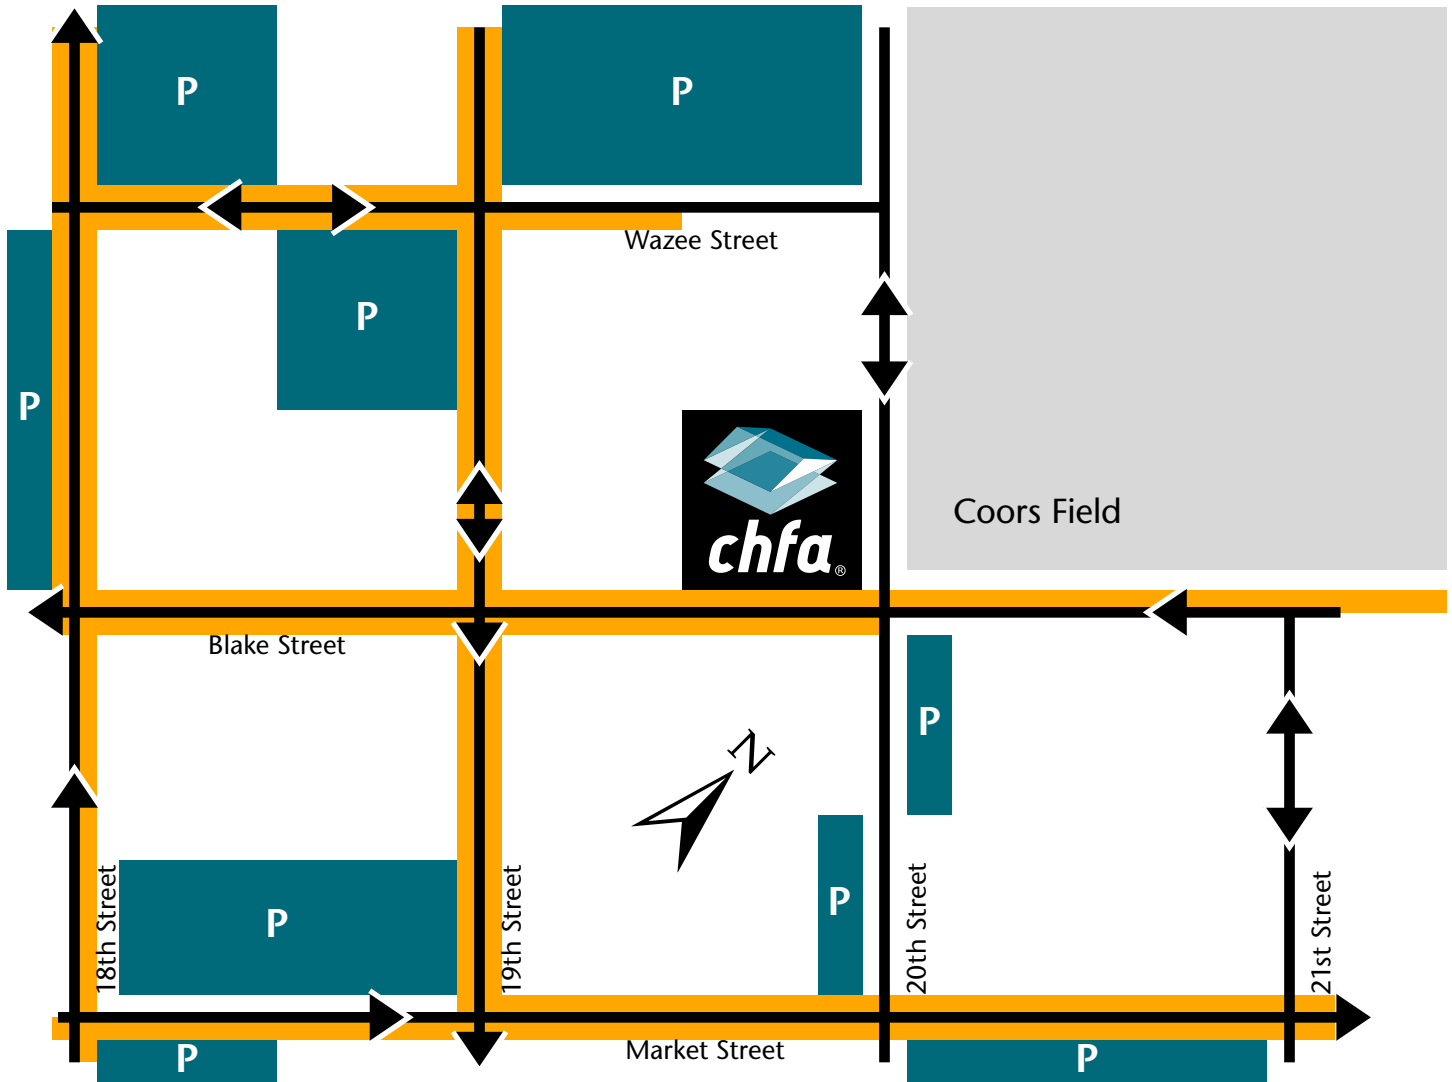 P
P
Wazee Street
P
P
Coors Field
chfa®
Blake Street
P
N
18th Street
P
19th Street
P
20th Street
21st Street
Market Street
P
P